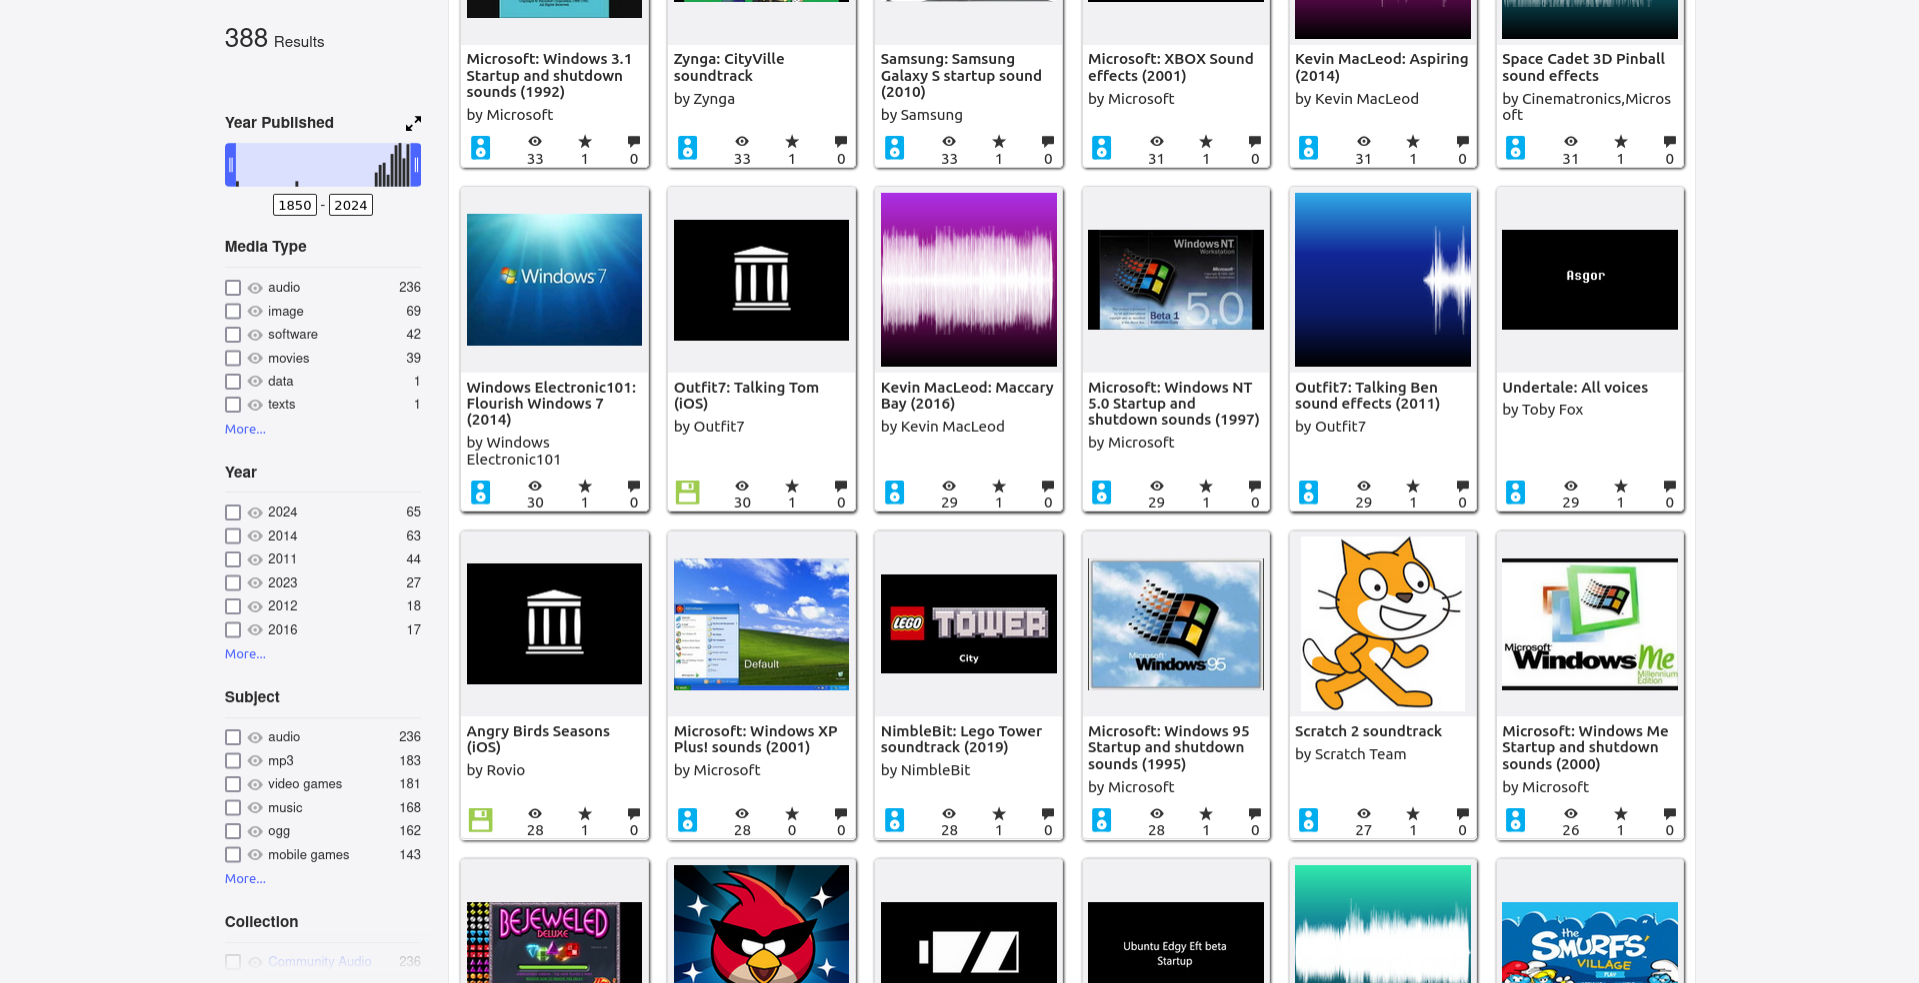 388 Results
Year Published
1850 - 2024
Media Type
audio 236
image 69
software 42
movies 39
data 1
texts 1
More...
Year
2024 65
2014 63
2011 44
2023 27
2012 18
2016 17
More...
Subject
audio 236
mp3 183
video games 181
music 168
ogg 162
mobile games 143
More...
Collection
Community Audio 236
Microsoft: Windows 3.1
Startup and shutdown
sounds (1992)
by Microsoft
33 1 0
Zynga: CityVille
soundtrack
by Zynga
33 1 0
Samsung: Samsung
Galaxy S startup sound
(2010)
by Samsung
33 1 0
Microsoft: XBOX Sound
effects (2001)
by Microsoft
31 1 0
Kevin MacLeod: Aspiring
(2014)
by Kevin MacLeod
31 1 0
Space Cadet 3D Pinball
sound effects
by Cinematronics,Micros
oft
31 1 0
Windows 7
Windows Electronic101:
Flourish Windows 7
(2014)
by Windows
Electronic101
30 1 0
Outfit7: Talking Tom
(iOS)
by Outfit7
30 1 0
Kevin MacLeod: Maccary
Bay (2016)
by Kevin MacLeod
29 1 0
Windows NT
Workstation
Microsoft
5.0
Beta 1
Microsoft: Windows NT
5.0 Startup and
shutdown sounds (1997)
by Microsoft
29 1 0
Outfit7: Talking Ben
sound effects (2011)
by Outfit7
29 1 0
Asgor
Undertale: All voices
by Toby Fox
29 1 0
Angry Birds Seasons
(iOS)
by Rovio
28 1 0
Default
Microsoft: Windows XP
Plus! sounds (2001)
by Microsoft
28 0 0
LEGO TOWER
City
NimbleBit: Lego Tower
soundtrack (2019)
by NimbleBit
28 1 0
Microsoft
Windows 95
Microsoft: Windows 95
Startup and shutdown
sounds (1995)
by Microsoft
28 1 0
Scratch 2 soundtrack
by Scratch Team
27 1 0
Microsoft
Windows Me
Millennium
Edition
Microsoft: Windows Me
Startup and shutdown
sounds (2000)
by Microsoft
26 1 0
BEJEWELED
DELUXE
Ubuntu Edgy Eft beta
Startup
the
SMURFS'
VILLAGE
PLAY